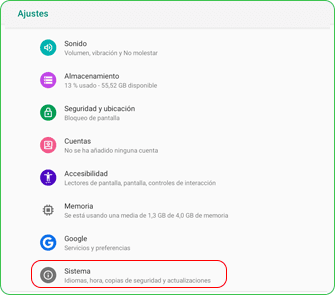 Ajustes
Sonido
Volumen, vibración y No molestar
Almacenamiento
13 % usado - 55,52 GB disponible
Seguridad y ubicación
Bloqueo de pantalla
Cuentas
No se ha añadido ninguna cuenta
Accesibilidad
Lectores de pantalla, pantalla, controles de interacción
Memoria
Se está usando una media de 1,3 GB de 4,0 GB de memoria
Google
Servicios y preferencias
Sistema
Idiomas, hora, copias de seguridad y actualizaciones